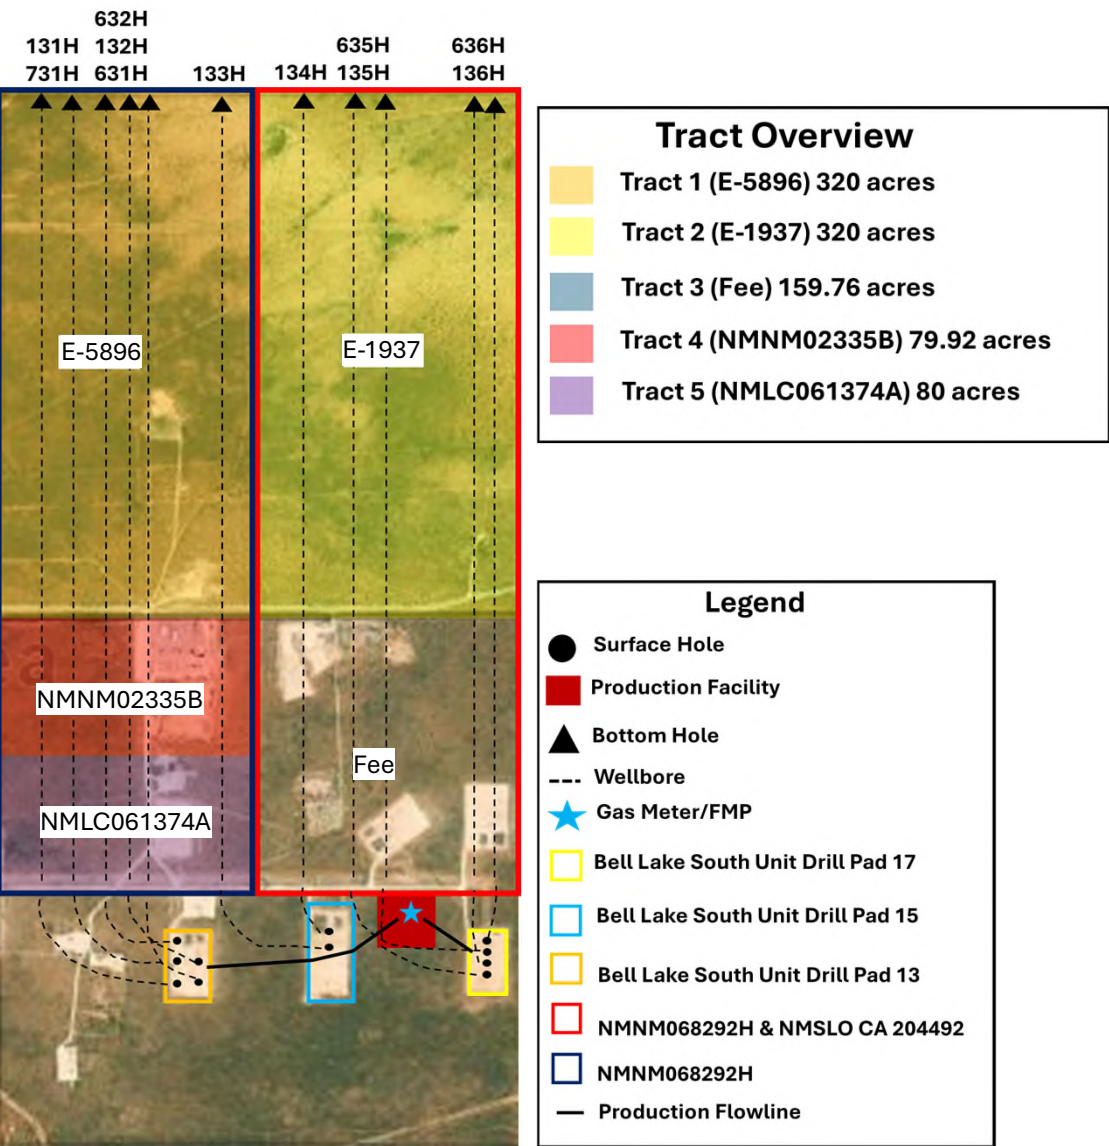 632H
131H 132H 635H 636H
731H 631H 133H 134H 135H 136H
Tract Overview
Tract 1 (E-5896) 320 acres
Tract 2 (E-1937) 320 acres
Tract 3 (Fee) 159.76 acres
Tract 4 (NMNM02335B) 79.92 acres
Tract 5 (NMLC061374A) 80 acres
E-5896
E-1937
NMNM02335B
Fee
NMLC061374A
Legend
Surface Hole
Production Facility
Bottom Hole
Wellbore
Gas Meter/FMP
Bell Lake South Unit Drill Pad 17
Bell Lake South Unit Drill Pad 15
Bell Lake South Unit Drill Pad 13
NMNM068292H & NMSLO CA 204492
NMNM068292H
Production Flowline